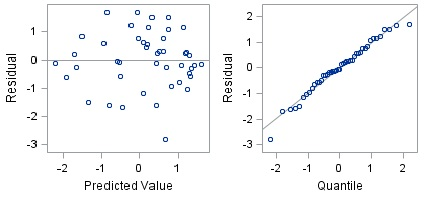 1
0
-1
-2
-3
Residual
-2 -1 0 1
Predicted Value
2
1
0
-1
-2
-3
Residual
-2 -1 0 1 2
Quantile